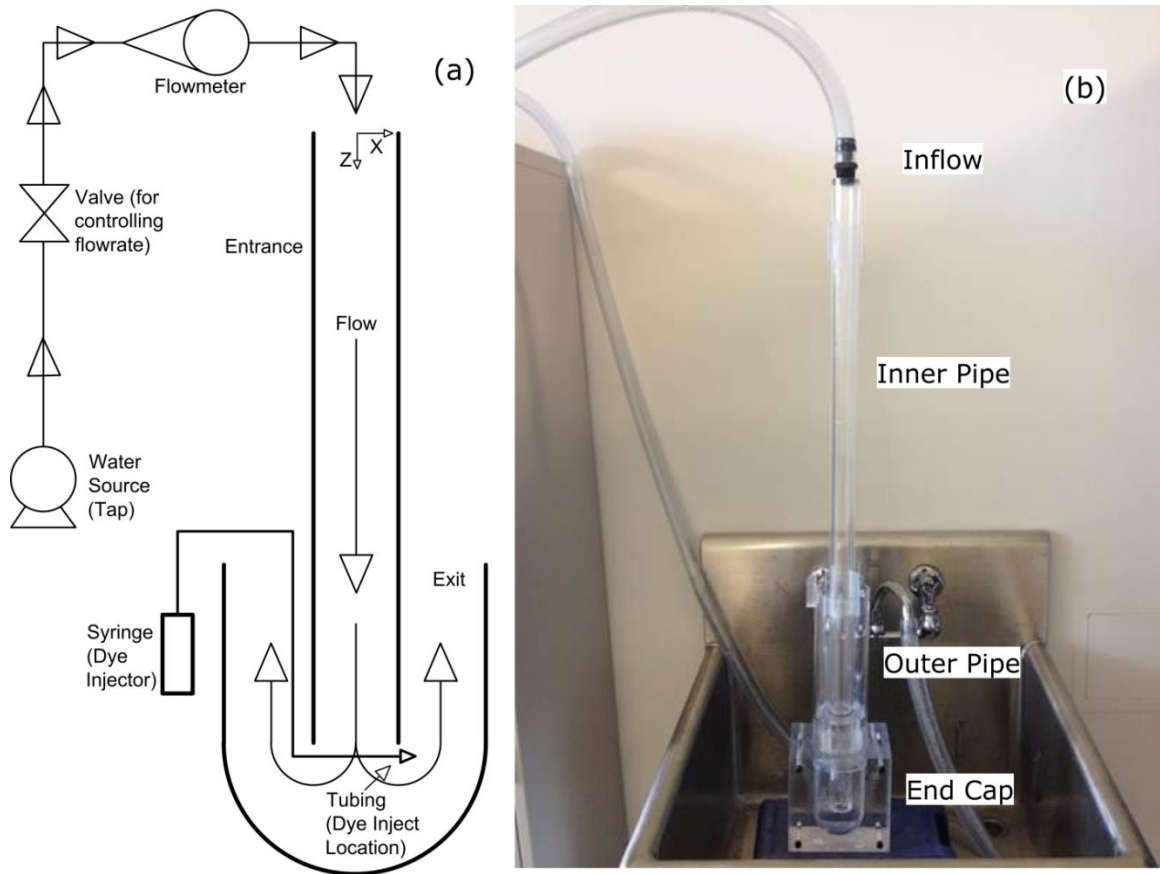 (a)
Flowmeter
X
Z
Valve (for
controlling
flowrate)
Entrance
Flow
Water
Source
(Tap)
Exit
Syringe
(Dye
Injector)
Tubing
(Dye Inject
Location)
(b)
Inflow
Inner Pipe
Outer Pipe
End Cap